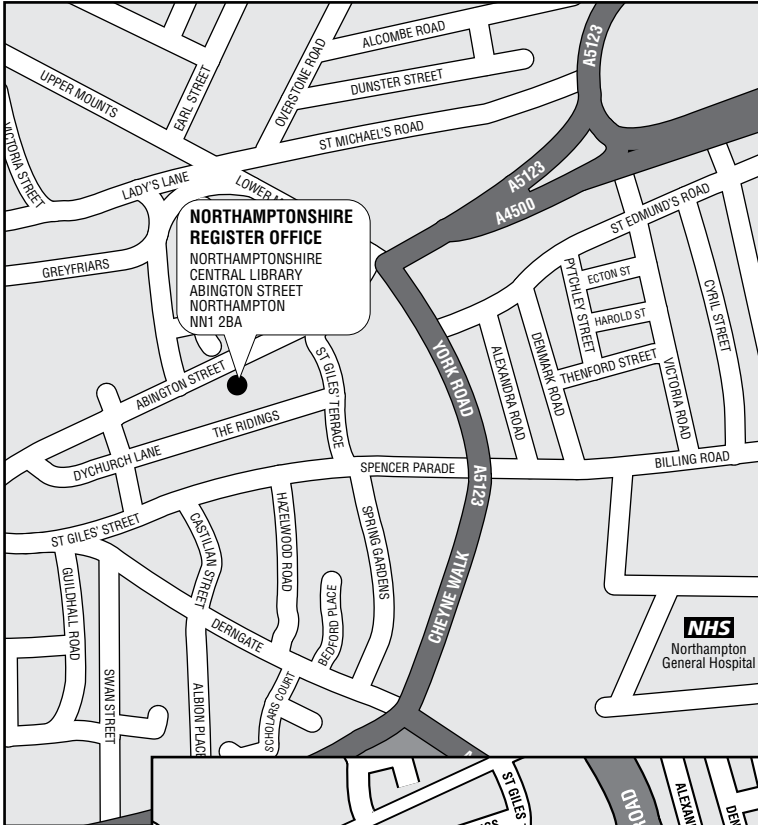 ALCOMBE ROAD
A5123
UPPER MOUNTS
EARL STREET
OVERSTONE ROAD
DUNSTER STREET
VICTORIA STREET
ST MICHAEL'S ROAD
LADY'S LANE
LOWER
A5123
A4500
ST EDMUND'S ROAD
NORTHAMPTONSHIRE
REGISTER OFFICE
NORTHAMPTONSHIRE
CENTRAL LIBRARY
ABINGTON STREET
NORTHAMPTON
NN1 2BA
GREYFRIARS
PYTCHLEY STREET
ECTON ST
CYRIL STREET
HAROLD ST
YORK ROAD
ALEXANDRA ROAD
DENMARK ROAD
THENFORD STREET
VICTORIA ROAD
ST GILES' TERRACE
ABINGTON STREET
THE RIDINGS
DYCHURCH LANE
SPENCER PARADE
A5123
BILLING ROAD
ST GILES' STREET
CASTILIAN STREET
HAZELWOOD ROAD
SPRING GARDENS
GUILDHALL ROAD
CHEYNE WALK
BEDFORD PLACE
DERNGATE
NHS
Northampton
General Hospital
SWAN STREET
ALBION PLACE
SCHOLARS COURT
ST GILES
ROAD
ALEXAN
DEN